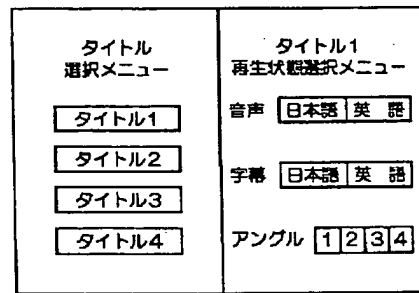 タイトル
選択メニュー
タイトル1
タイトル2
タイトル3
タイトル4
タイトル1
再生状態選択メニュー
音声 日本語 英 語
字幕 日本語 英 語
アングル 1 2 3 4